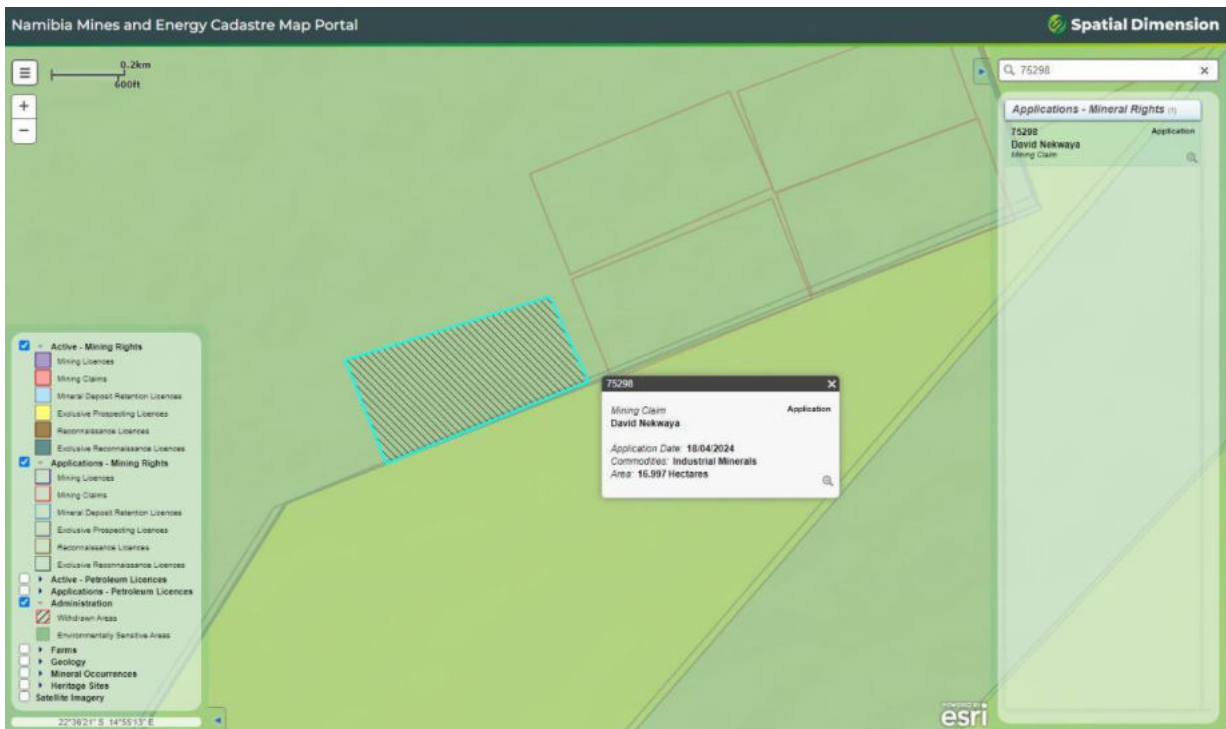 Namibia Mines and Energy Cadastre Map Portal
Spatial Dimension
0.2km
600ft
+
−
75298
Applications - Mineral Rights (1)
75298 Application
David Nekwaya
Mining Claim
75298
Mining Claim Application
David Nekwaya
Application Date: 18/04/2024
Commodities: Industrial Minerals
Area: 16.997 Hectares
Active - Mining Rights
Mining Licences
Mining Claims
Mineral Deposit Retention Licences
Exclusive Prospecting Licences
Reconnaissance Licences
Exclusive Reconnaissance Licences
Applications - Mining Rights
Mining Licences
Mining Claims
Mineral Deposit Retention Licences
Exclusive Prospecting Licences
Reconnaissance Licences
Exclusive Reconnaissance Licences
Active - Petroleum Licences
Applications - Petroleum Licences
Administration
Withdrawn Areas
Environmentally Sensitive Areas
Farms
Geology
Mineral Occurrences
Heritage Sites
Satellite Imagery
22°36'21" S 14°55'13" E
POWERED BY
esri